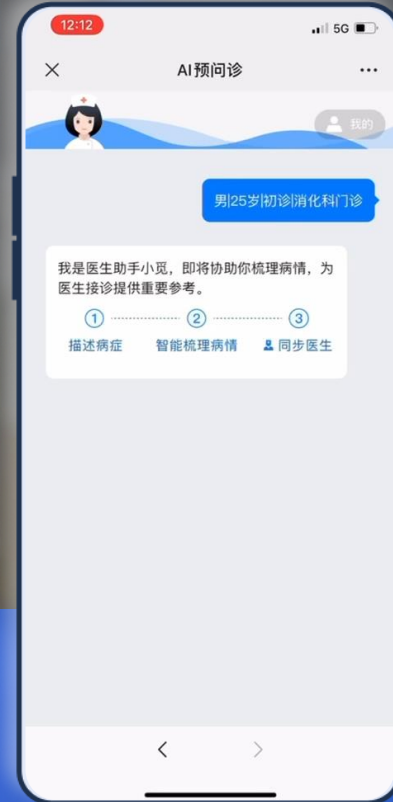 12:12
5G
AI预问诊
我的
男|25岁|初诊|消化科门诊
我是医生助手小觅，即将协助你梳理病情，为
医生接诊提供重要参考。
1 2 3
描述病症 智能梳理病情 同步医生